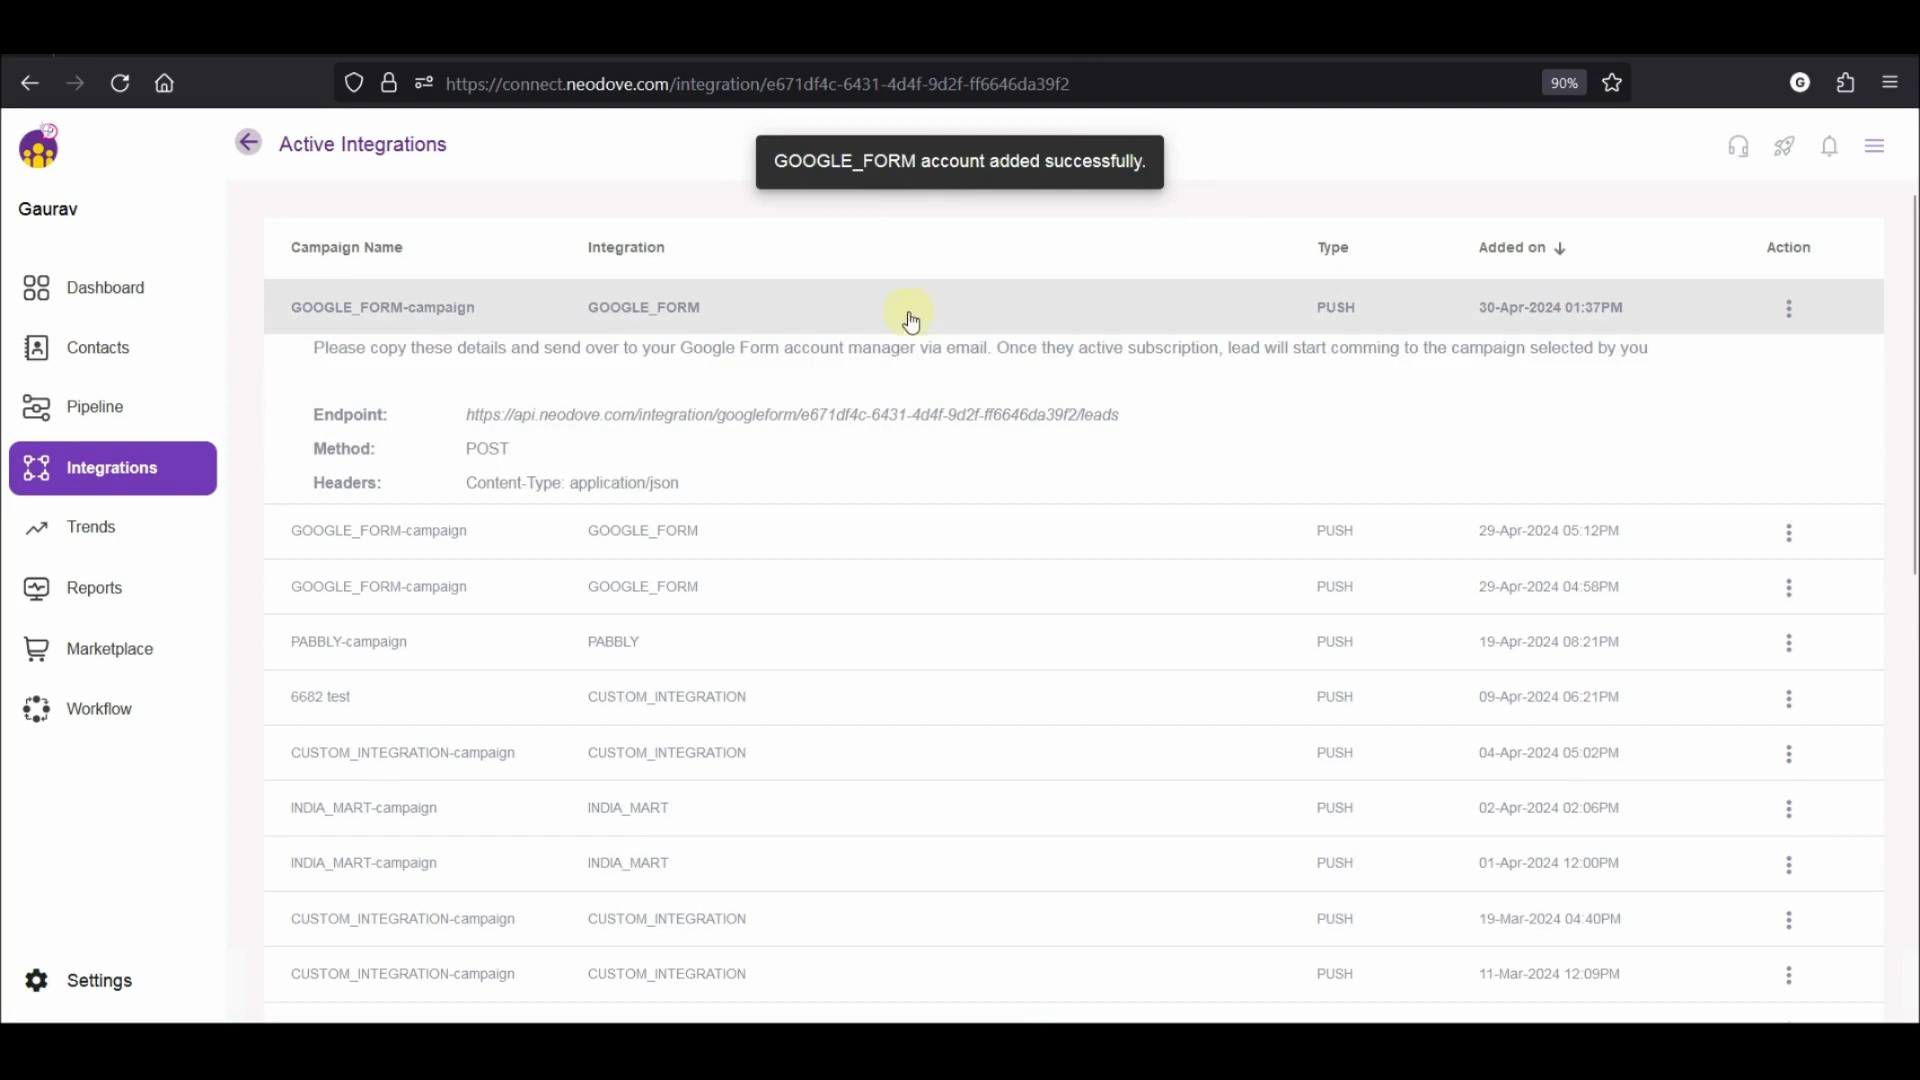 https://connect.neodove.com/integration/e671df4c-6431-4d4f-9d2f-ff6646da39f2
90%
G
Active Integrations
GOOGLE_FORM account added successfully.
Gaurav
Dashboard
Contacts
Pipeline
Integrations
Trends
Reports
Marketplace
Workflow
Settings
Campaign Name Integration Type Added on Action
GOOGLE_FORM-campaign GOOGLE_FORM PUSH 30-Apr-2024 01:37PM
Please copy these details and send over to your Google Form account manager via email. Once they active subscription, lead will start comming to the campaign selected by you
Endpoint: https://api.neodove.com/integration/googleform/e671df4c-6431-4d4f-9d2f-ff6646da39f2/leads
Method: POST
Headers: Content-Type: application/json
GOOGLE_FORM-campaign GOOGLE_FORM PUSH 29-Apr-2024 05:12PM
GOOGLE_FORM-campaign GOOGLE_FORM PUSH 29-Apr-2024 04:58PM
PABBLY-campaign PABBLY PUSH 19-Apr-2024 08:21PM
6682 test CUSTOM_INTEGRATION PUSH 09-Apr-2024 06:21PM
CUSTOM_INTEGRATION-campaign CUSTOM_INTEGRATION PUSH 04-Apr-2024 05:02PM
INDIA_MART-campaign INDIA_MART PUSH 02-Apr-2024 02:06PM
INDIA_MART-campaign INDIA_MART PUSH 01-Apr-2024 12:00PM
CUSTOM_INTEGRATION-campaign CUSTOM_INTEGRATION PUSH 19-Mar-2024 04:40PM
CUSTOM_INTEGRATION-campaign CUSTOM_INTEGRATION PUSH 11-Mar-2024 12:09PM